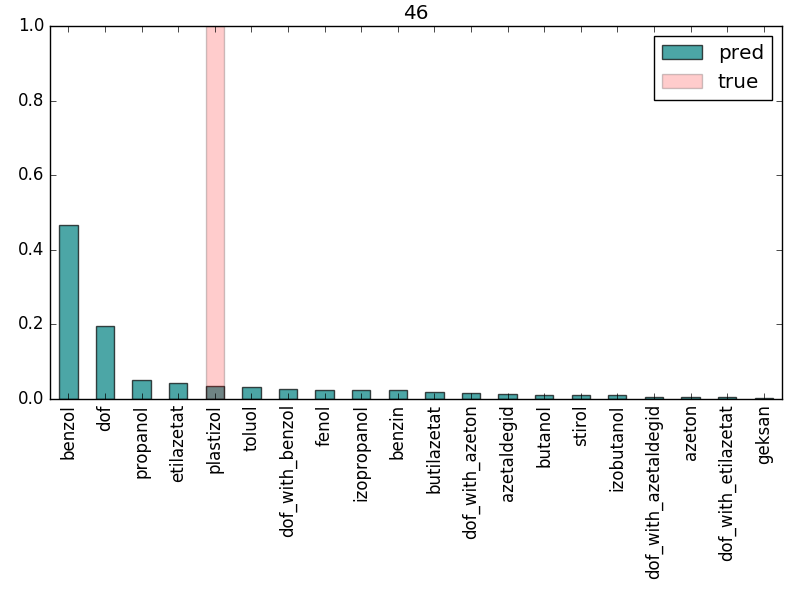 46
1.0
0.8
0.6
0.4
0.2
0.0
pred
true
benzol
dof
propanol
etilazetat
plastizol
toluol
dof_with_benzol
fenol
izopropanol
benzin
butilazetat
dof_with_azeton
azetaldegid
butanol
stirol
izobutanol
dof_with_azetaldegid
azeton
dof_with_etilazetat
geksan